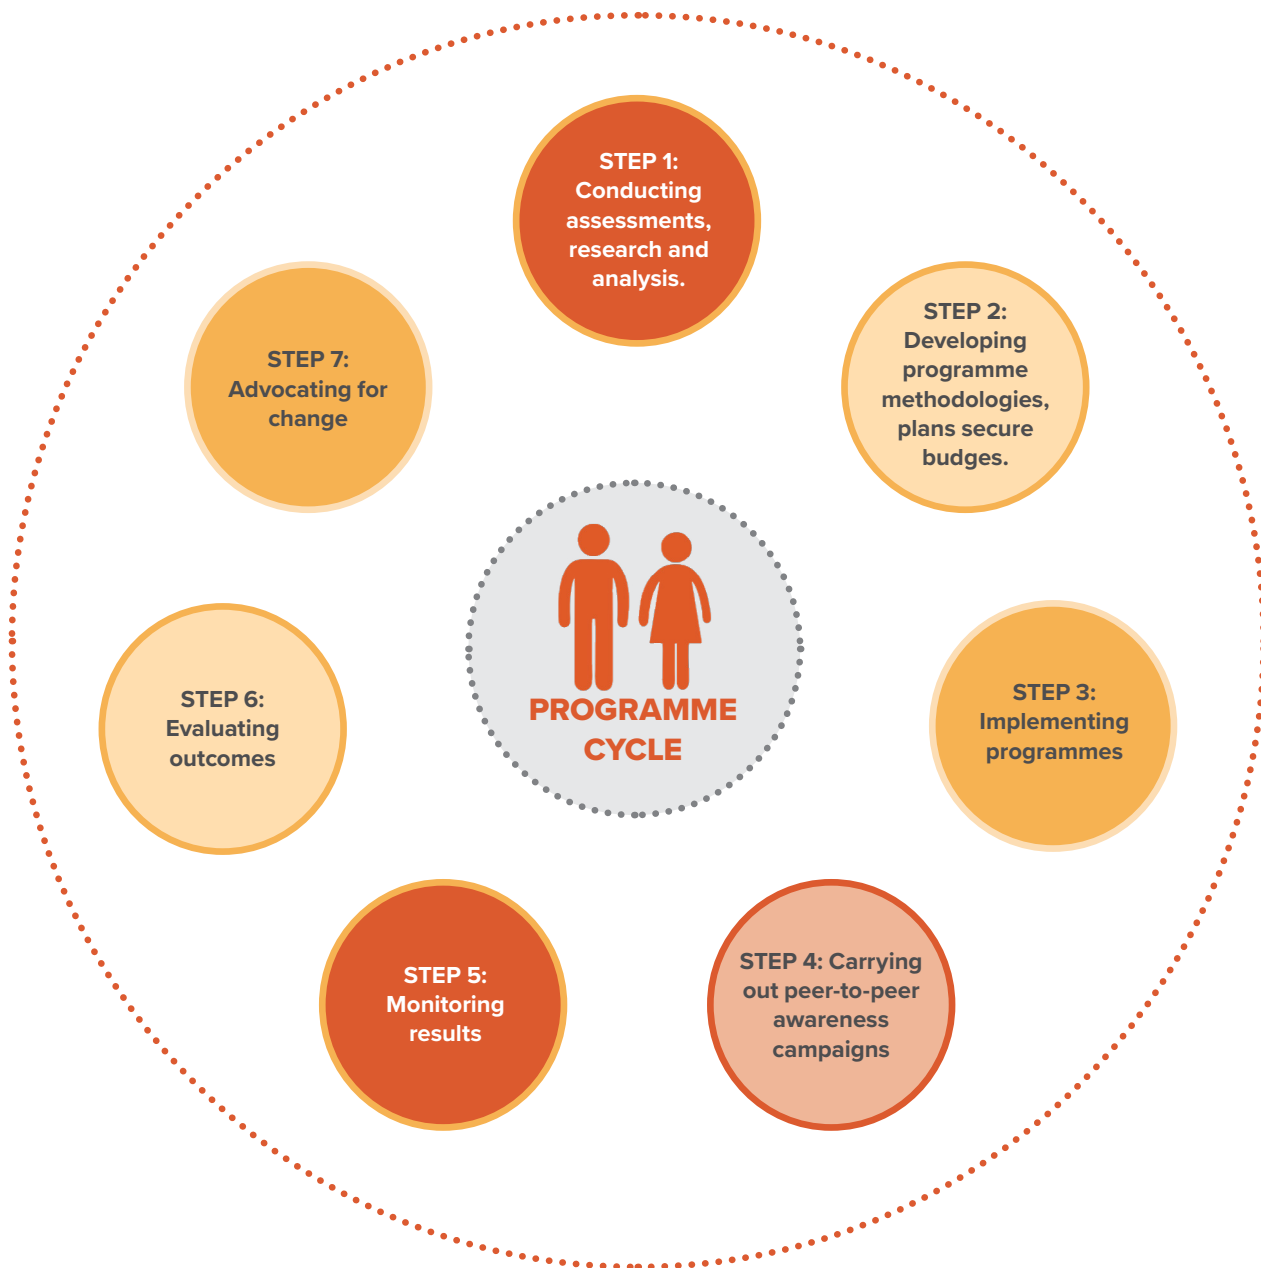 STEP 1:
Conducting
assessments,
research and
analysis.
STEP 2:
Developing
programme
methodologies,
plans secure
budges.
STEP 3:
Implementing
programmes
STEP 4: Carrying
out peer-to-peer
awareness
campaigns
STEP 5:
Monitoring
results
STEP 6:
Evaluating
outcomes
STEP 7:
Advocating for
change
PROGRAMME
CYCLE